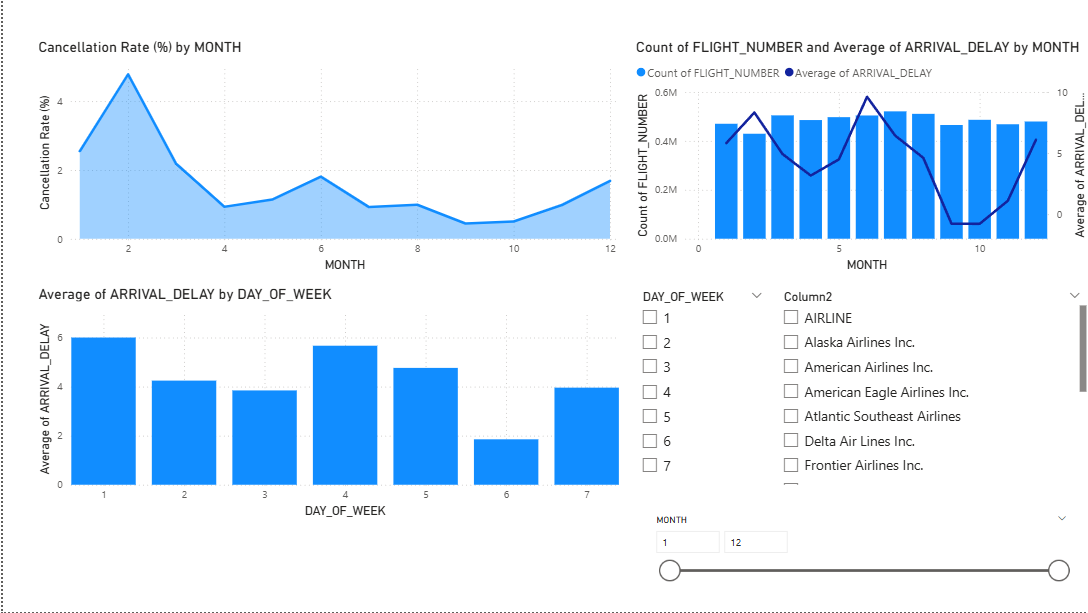 Cancellation Rate (%) by MONTH
Cancellation Rate (%)
4
2
0
2
4
6
8
10
12
MONTH
Count of FLIGHT_NUMBER and Average of ARRIVAL_DELAY by MONTH
Count of FLIGHT_NUMBER Average of ARRIVAL_DELAY
Count of FLIGHT_NUMBER
0.6M
0.4M
0.2M
0.0M
0
5
10
MONTH
10
5
0
Average of ARRIVAL_DEL...
Average of ARRIVAL_DELAY by DAY_OF_WEEK
Average of ARRIVAL_DELAY
6
4
2
0
1
2
3
4
5
6
7
DAY_OF_WEEK
DAY_OF_WEEK
1
2
3
4
5
6
7
Column2
AIRLINE
Alaska Airlines Inc.
American Airlines Inc.
American Eagle Airlines Inc.
Atlantic Southeast Airlines
Delta Air Lines Inc.
Frontier Airlines Inc.
MONTH
1
12